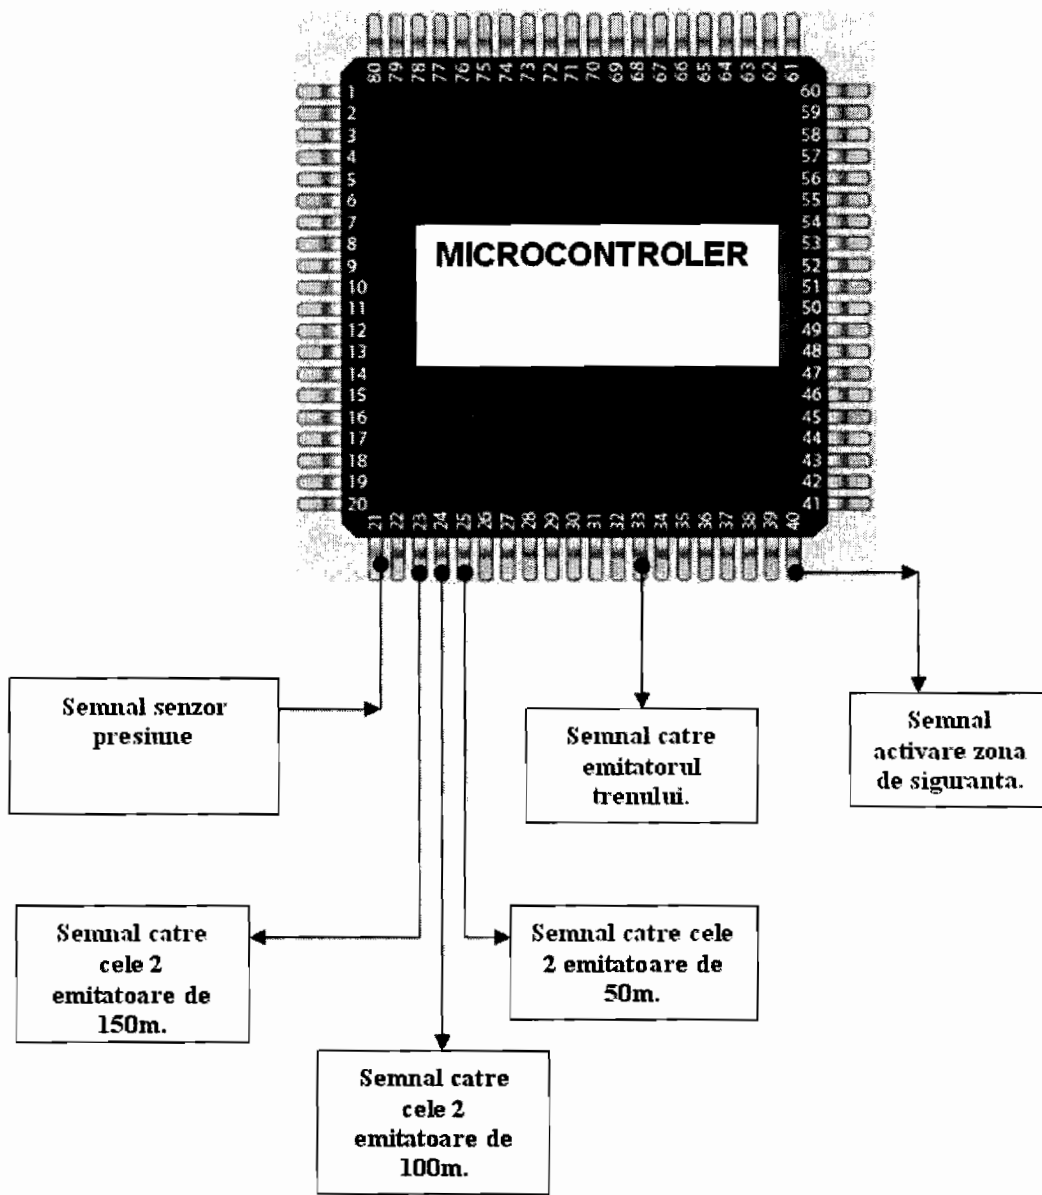 80 79 78 77 76 75 74 73 72 71 70 69 68 67 66 65 64 63 62 61
1
2
3
4
5
6
7
8
9
10
11
12
13
14
15
16
17
18
19
20
MICROCONTROLER
60
59
58
57
56
55
54
53
52
51
50
49
48
47
46
45
44
43
42
41
21 22 23 24 25 26 27 28 29 30 31 32 33 34 35 36 37 38 39 40
Semnal senzor
presiune
Semnal catre
emitatorul
trenului.
Semnal
activare zona
de siguranta.
Semnal catre
cele 2
emitatoare de
150m.
Semnal catre cele
2 emitatoare de
50m.
Semnal catre
cele 2
emitatoare de
100m.